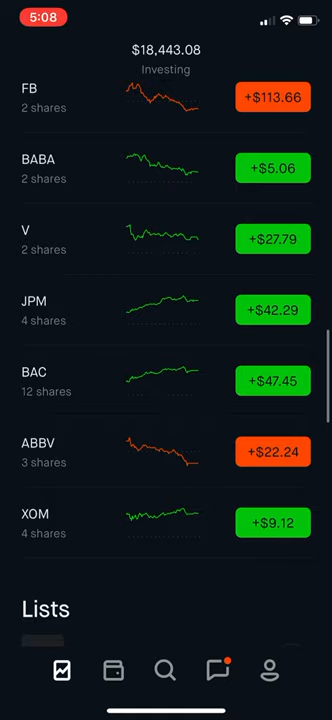 5:08
$18,443.08
Investing
FB
2 shares
+$113.66
BABA
2 shares
+$5.06
V
2 shares
+$27.79
JPM
4 shares
+$42.29
BAC
12 shares
+$47.45
ABBV
3 shares
+$22.24
XOM
4 shares
+$9.12
Lists